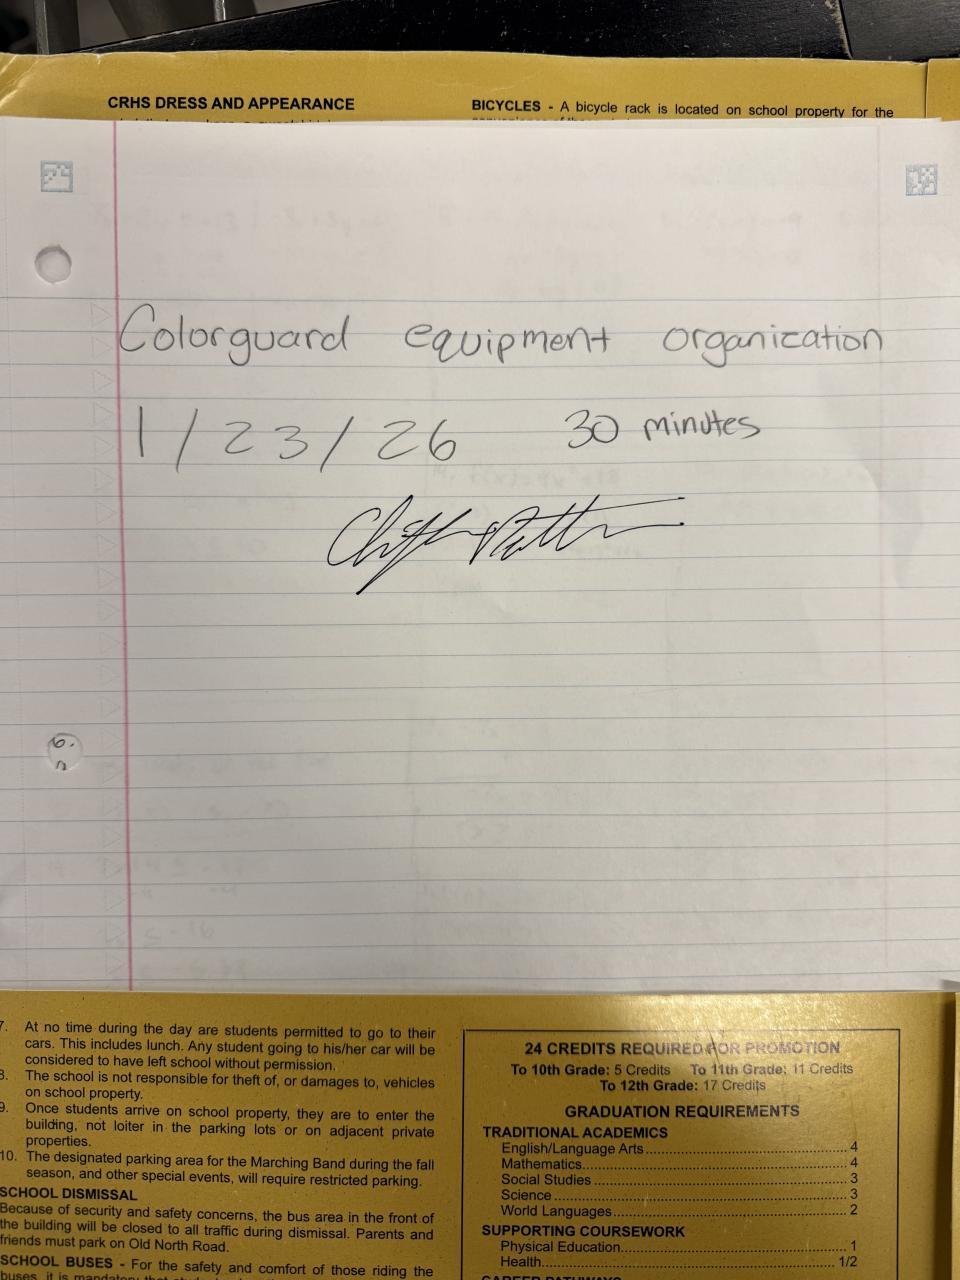 CRHS DRESS AND APPEARANCE
BICYCLES - A bicycle rack is located on school property for the
Colorguard equipment organization
1/23/26 30 minutes
7. At no time during the day are students permitted to go to their
cars. This includes lunch. Any student going to his/her car will be
considered to have left school without permission.
8. The school is not responsible for theft of, or damages to, vehicles
on school property.
9. Once students arrive on school property, they are to enter the
building, not loiter in the parking lots or on adjacent private
properties.
10. The designated parking area for the Marching Band during the fall
season, and other special events, will require restricted parking.
SCHOOL DISMISSAL
Because of security and safety concerns, the bus area in the front of
the building will be closed to all traffic during dismissal. Parents and
friends must park on Old North Road.
SCHOOL BUSES - For the safety and comfort of those riding the
buses, it is mandatory that
24 CREDITS REQUIRED FOR PROMOTION
To 10th Grade: 5 Credits To 11th Grade: 11 Credits
To 12th Grade: 17 Credits
GRADUATION REQUIREMENTS
TRADITIONAL ACADEMICS
English/Language Arts 4
Mathematics 4
Social Studies 3
Science 3
World Languages 2
SUPPORTING COURSEWORK
Physical Education 1
Health 1/2
CAREER PATHWAYS